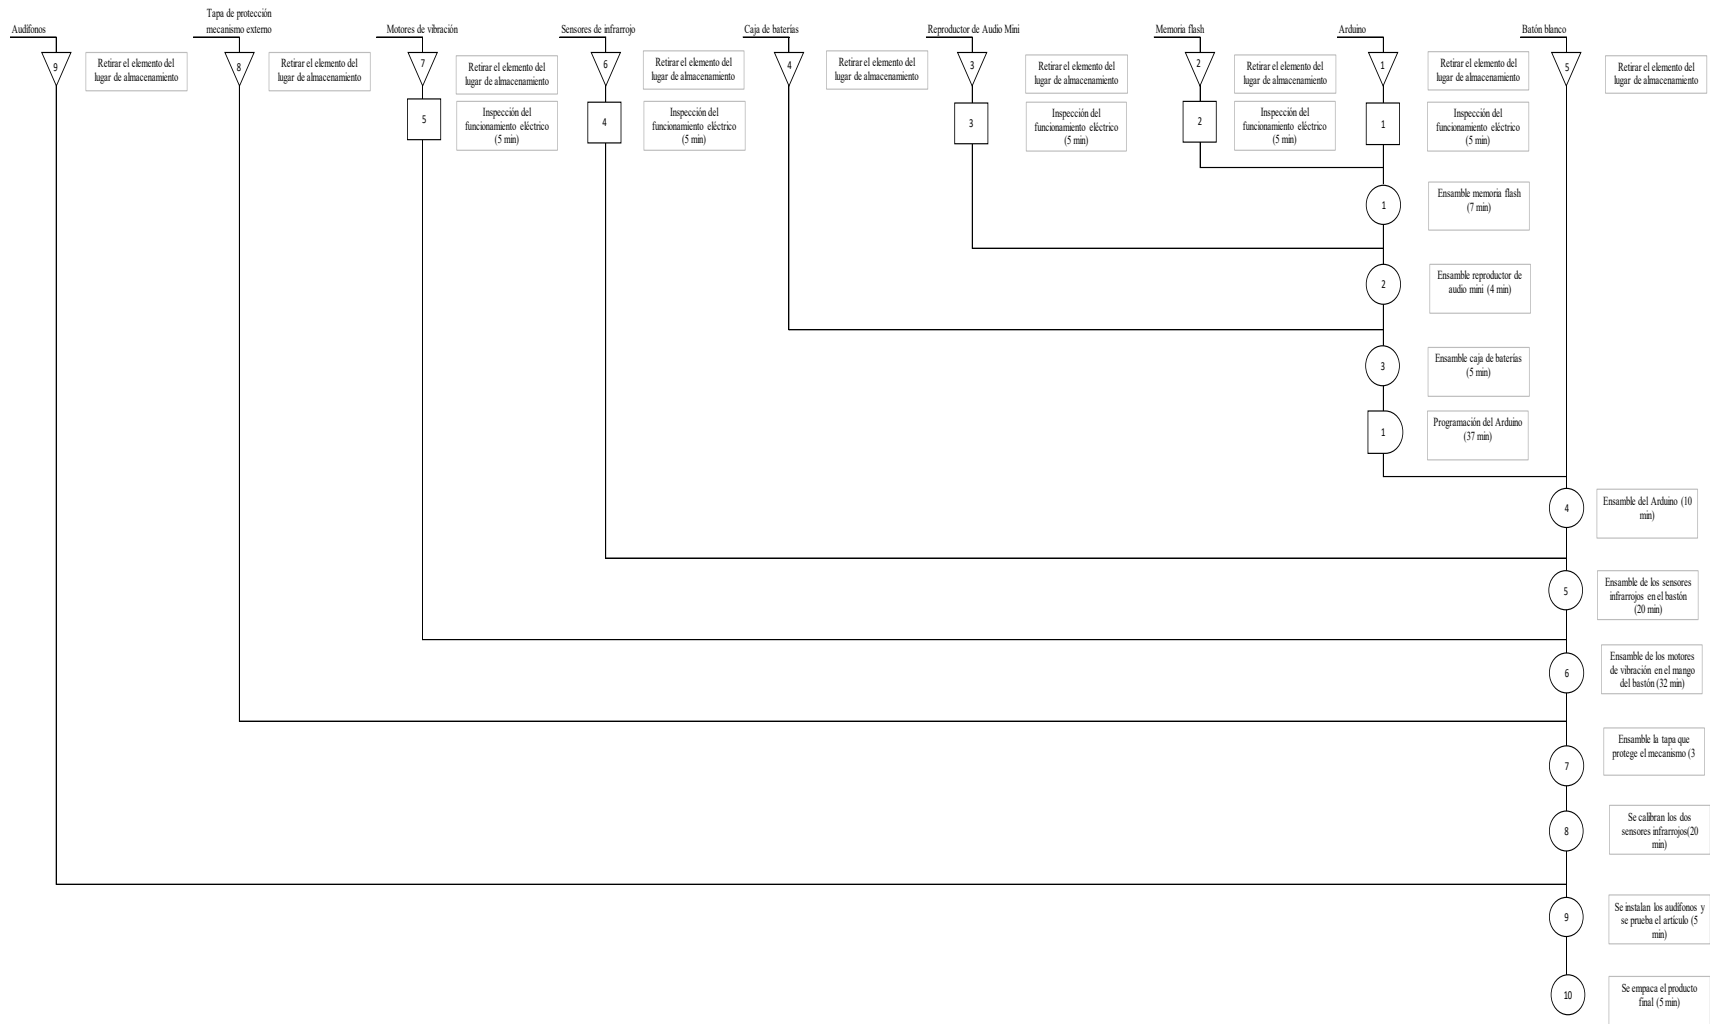 Audífonos
Tapa de protección
mecanismo externo
Motores de vibración
Sensores de infrarrojo
Caja de baterías
Reproductor de Audio Mini
Memoria flash
Arduino
Batón blanco
9
Retirar el elemento del
lugar de almacenamiento
8
Retirar el elemento del
lugar de almacenamiento
7
Retirar el elemento del
lugar de almacenamiento
6
Retirar el elemento del
lugar de almacenamiento
4
Retirar el elemento del
lugar de almacenamiento
3
Retirar el elemento del
lugar de almacenamiento
2
Retirar el elemento del
lugar de almacenamiento
1
Retirar el elemento del
lugar de almacenamiento
5
Retirar el elemento del
lugar de almacenamiento
5
Inspección del
funcionamiento eléctrico
(5 min)
4
Inspección del
funcionamiento eléctrico
(5 min)
3
Inspección del
funcionamiento eléctrico
(5 min)
2
Inspección del
funcionamiento eléctrico
(5 min)
1
Inspección del
funcionamiento eléctrico
(5 min)
1
Ensamble memoria flash
(7 min)
2
Ensamble reproductor de
audio mini (4 min)
3
Ensamble caja de baterías
(5 min)
1
Programación del Arduino
(37 min)
4
Ensamble del Arduino (10
min)
5
Ensamble de los sensores
infrarrojos en el bastón
(20 min)
6
Ensamble de los motores
de vibración en el mango
del bastón (32 min)
7
Ensamble la tapa que
protege el mecanismo (3
8
Se calibran los dos
sensores infrarrojos(20
min)
9
Se instalan los audífonos y
se prueba el artículo (5
min)
10
Se empaca el producto
final (5 min)